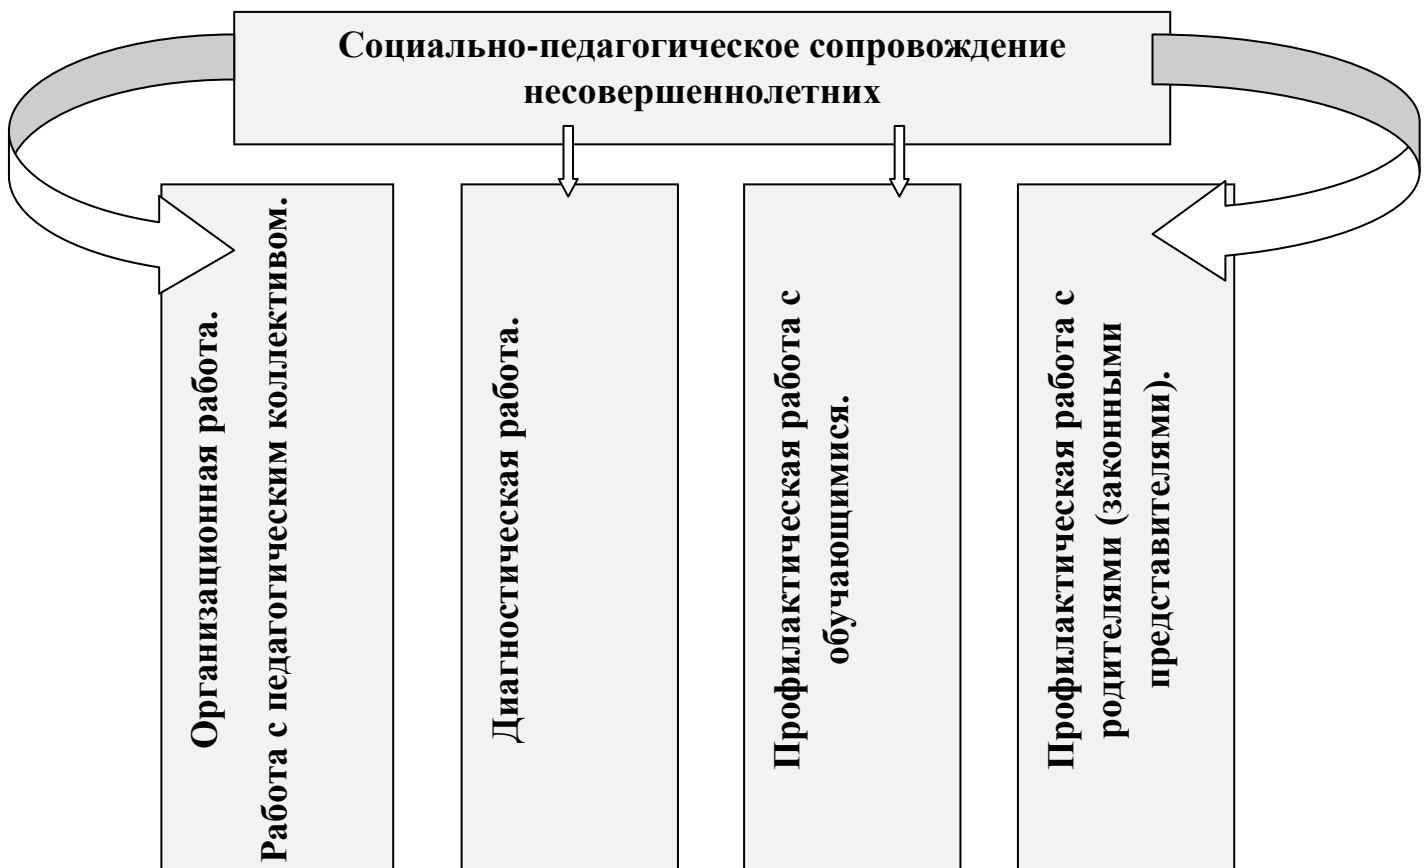 Социально-педагогическое сопровождение
несовершеннолетних
Организационная работа.
Работа с педагогическим коллективом.
Диагностическая работа.
Профилактическая работа с
обучающимися.
Профилактическая работа с
родителями (законными
представителями).